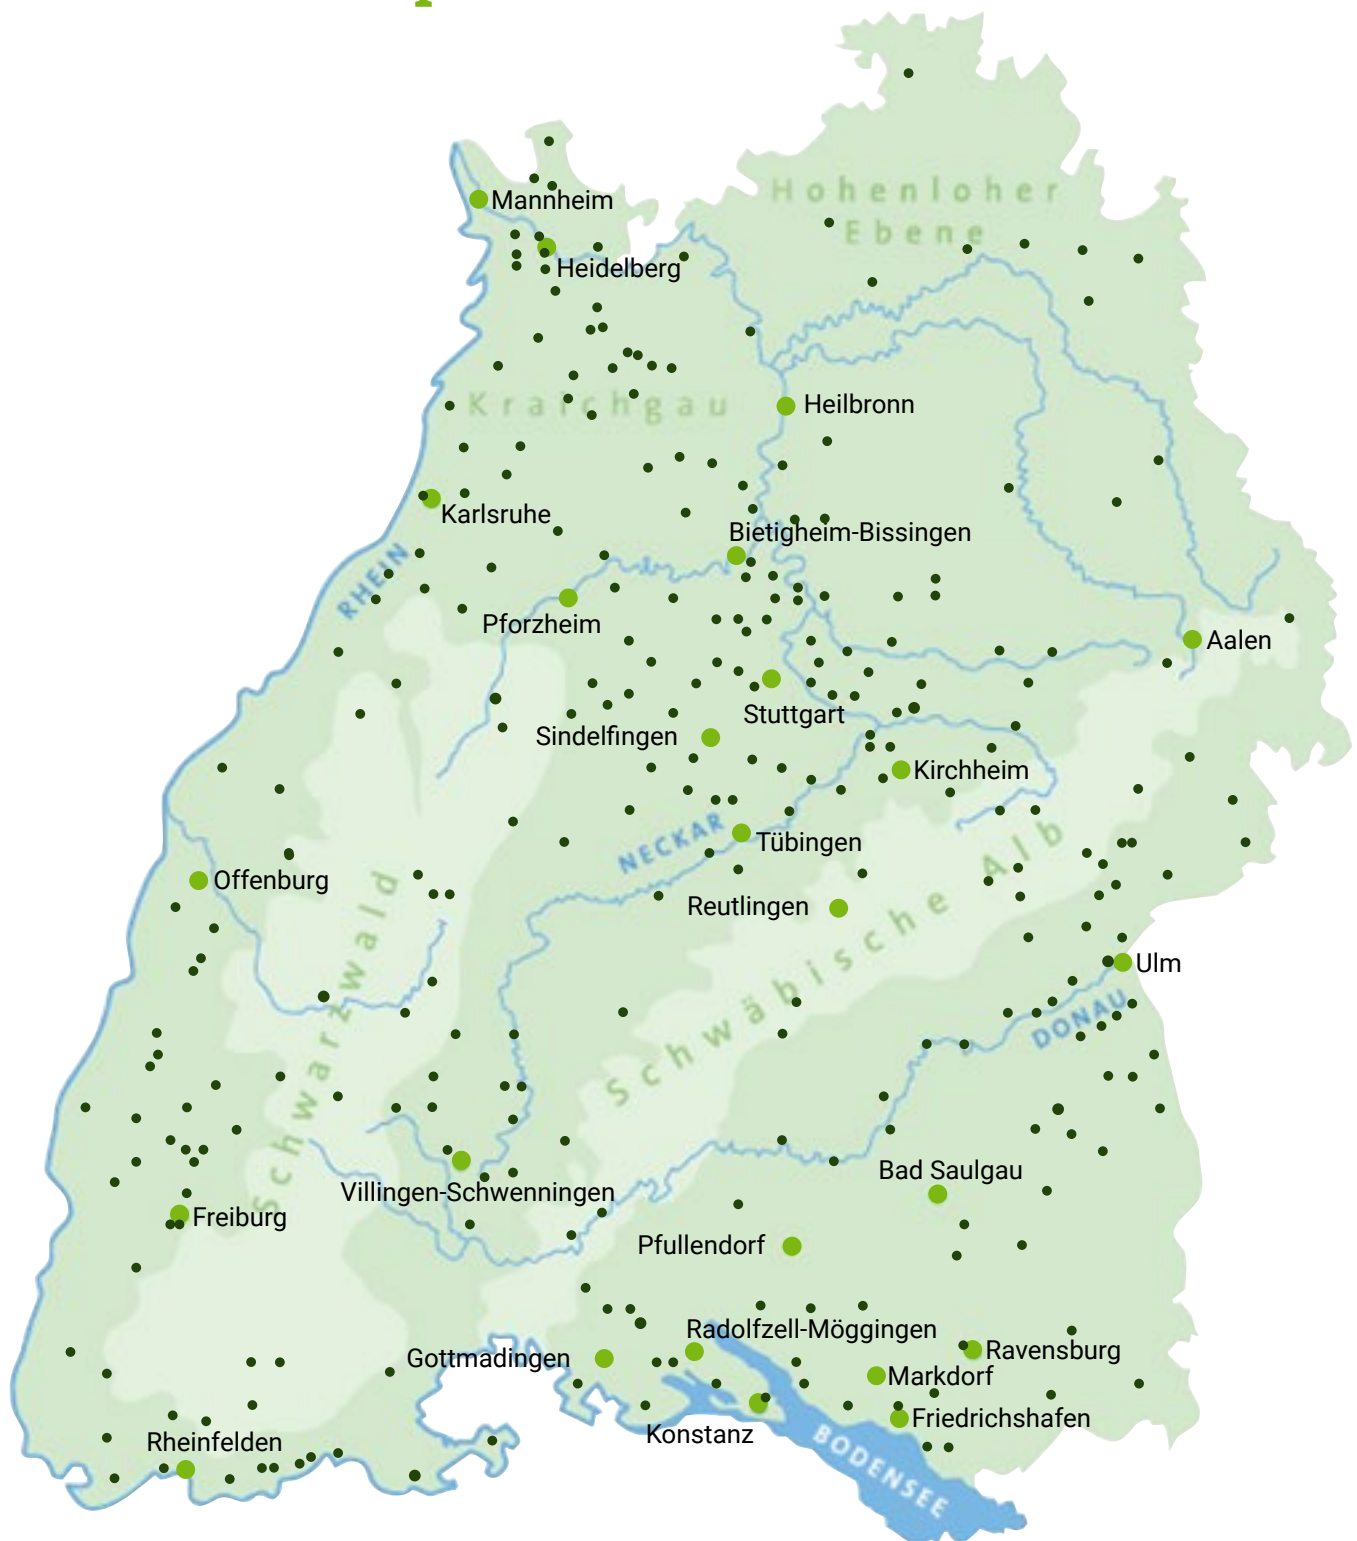 Hohenloher
Ebene
Mannheim
Heidelberg
Kraichgau
Heilbronn
Karlsruhe
Bietigheim-Bissingen
RHEIN
Pforzheim
Aalen
Stuttgart
Sindelfingen
Kirchheim
NECKAR
Tübingen
Offenburg
Reutlingen
Schwarzwald
Schwäbische Alb
Ulm
DONAU
Bad Saulgau
Villingen-Schwenningen
Freiburg
Pfullendorf
Radolfzell-Möggingen
Gottmadingen
Ravensburg
Markdorf
Friedrichshafen
Konstanz
Rheinfelden
BODENSEE